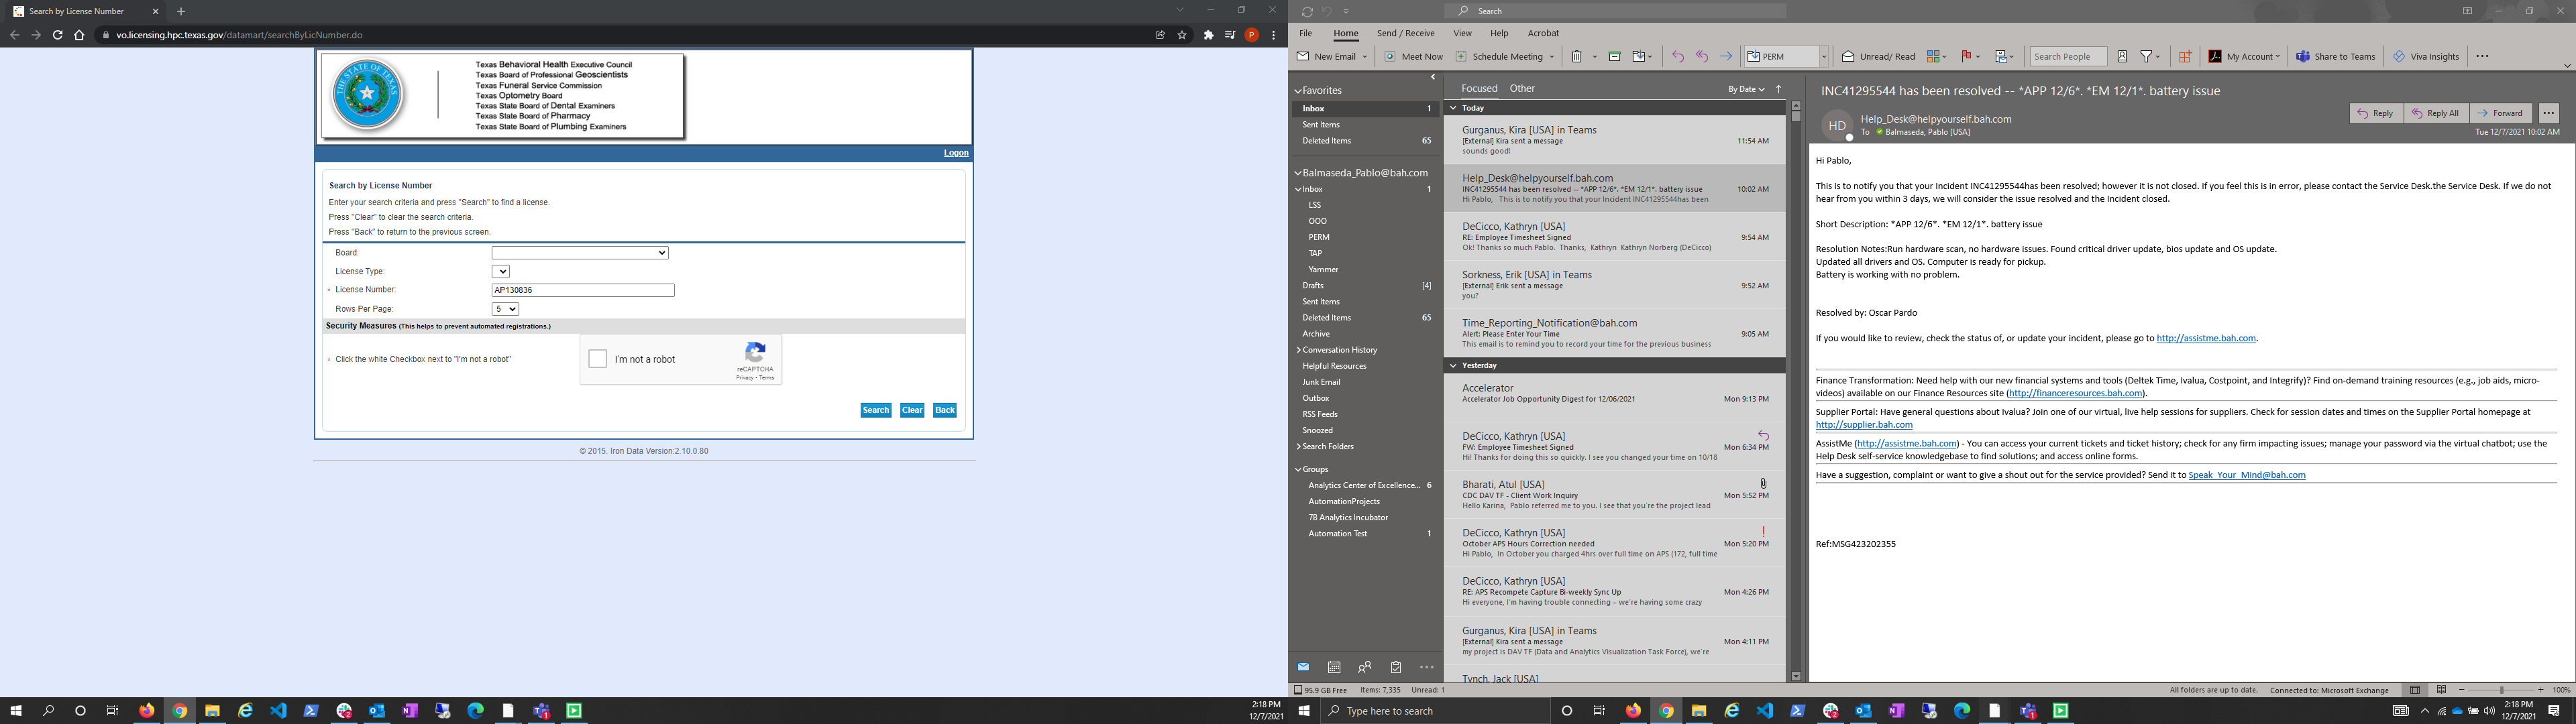 Search by License Number
vo.licensing.hpc.texas.gov/datamart/searchByLicNumber.do
P
THE STATE OF TEXAS
Texas Behavioral Health Executive Council
Texas Board of Professional Geoscientists
Texas Funeral Service Commission
Texas Optometry Board
Texas State Board of Dental Examiners
Texas State Board of Pharmacy
Texas State Board of Plumbing Examiners
Logon
Search by License Number
Enter your search criteria and press "Search" to find a license.
Press "Clear" to clear the search criteria.
Press "Back" to return to the previous screen.
Board:
License Type:
* License Number: AP130836
Rows Per Page: 5
Security Measures (This helps to prevent automated registrations.)
* Click the white Checkbox next to "I'm not a robot"
I'm not a robot
reCAPTCHA
Privacy - Terms
Search Clear Back
© 2015. Iron Data Version:2.10.0.80
2:18 PM
12/7/2021
Search
File Home Send / Receive View Help Acrobat
New Email Meet Now Schedule Meeting PERM Unread/ Read Search People My Account Share to Teams Viva Insights
Favorites
Inbox 1
Sent Items
Deleted Items 65
Balmaseda_Pablo@bah.com
Inbox 1
LSS
OOO
PERM
TAP
Yammer
Drafts [4]
Sent Items
Deleted Items 65
Archive
Conversation History
Helpful Resources
Junk Email
Outbox
RSS Feeds
Snoozed
Search Folders
Groups
Analytics Center of Excellence... 6
AutomationProjects
7B Analytics Incubator
Automation Test 1
Focused Other By Date
Today
Gurganus, Kira [USA] in Teams
[External] Kira sent a message 11:54 AM
sounds good!
Help_Desk@helpyourself.bah.com
INC41295544 has been resolved -- *APP 12/6*. *EM 12/1*. battery issue 10:02 AM
Hi Pablo, This is to notify you that your Incident INC41295544has been
DeCicco, Kathryn [USA]
RE: Employee Timesheet Signed 9:54 AM
Ok! Thanks so much Pablo. Thanks, Kathryn Kathryn Norberg (DeCicco)
Sorkness, Erik [USA] in Teams
[External] Erik sent a message 9:52 AM
you?
Time_Reporting_Notification@bah.com
Alert: Please Enter Your Time 9:05 AM
This email is to remind you to record your time for the previous business
Yesterday
Accelerator
Accelerator Job Opportunity Digest for 12/06/2021 Mon 9:13 PM
DeCicco, Kathryn [USA]
FW: Employee Timesheet Signed Mon 6:34 PM
Hi! Thanks for doing this so quickly. I see you changed your time on 10/18
Bharati, Atul [USA]
CDC DAV TF - Client Work Inquiry Mon 5:52 PM
Hello Karina, Pablo referred me to you. I see that you're the project lead
DeCicco, Kathryn [USA]
October APS Hours Correction needed Mon 5:20 PM
Hi Pablo, In October you charged 4hrs over full time on APS (172, full time
DeCicco, Kathryn [USA]
RE: APS Recompete Capture Bi-weekly Sync Up Mon 4:26 PM
Hi everyone, I'm having trouble connecting – we're having some crazy
Gurganus, Kira [USA] in Teams
[External] Kira sent a message Mon 4:11 PM
my project is DAV TF (Data and Analytics Visualization Task Force), we're
Tynch, Jack [USA]
INC41295544 has been resolved -- *APP 12/6*. *EM 12/1*. battery issue
HD
Help_Desk@helpyourself.bah.com
To Balmaseda, Pablo [USA]
Reply Reply All Forward
Tue 12/7/2021 10:02 AM
Hi Pablo,
This is to notify you that your Incident INC41295544has been resolved; however it is not closed. If you feel this is in error, please contact the Service Desk.the Service Desk. If we do not
hear from you within 3 days, we will consider the issue resolved and the Incident closed.
Short Description: *APP 12/6*. *EM 12/1*. battery issue
Resolution Notes:Run hardware scan, no hardware issues. Found critical driver update, bios update and OS update.
Updated all drivers and OS. Computer is ready for pickup.
Battery is working with no problem.
Resolved by: Oscar Pardo
If you would like to review, check the status of, or update your incident, please go to http://assistme.bah.com.
Finance Transformation: Need help with our new financial systems and tools (Deltek Time, Ivalua, Costpoint, and Integrify)? Find on-demand training resources (e.g., job aids, micro-
videos) available on our Finance Resources site (http://financeresources.bah.com).
Supplier Portal: Have general questions about Ivalua? Join one of our virtual, live help sessions for suppliers. Check for session dates and times on the Supplier Portal homepage at
http://supplier.bah.com
AssistMe (http://assistme.bah.com) - You can access your current tickets and ticket history; check for any firm impacting issues; manage your password via the virtual chatbot; use the
Help Desk self-service knowledgebase to find solutions; and access online forms.
Have a suggestion, complaint or want to give a shout out for the service provided? Send it to Speak_Your_Mind@bah.com
Ref:MSG423202355
95.9 GB Free Items: 7,335 Unread: 1
All folders are up to date. Connected to: Microsoft Exchange 100%
Type here to search
2:18 PM
12/7/2021